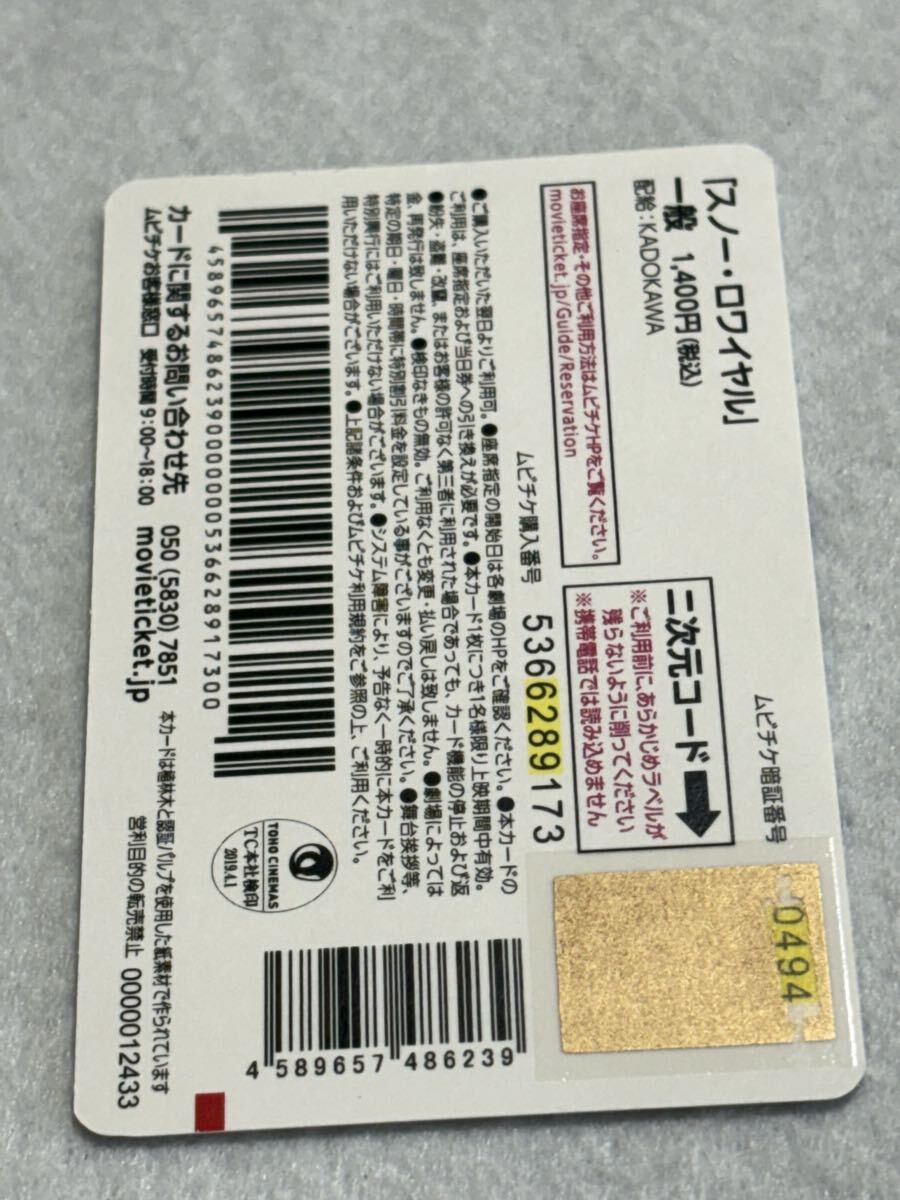 「スノー・ロワイヤル」
一般 1,400円(税込)
配給:KADOKAWA
お座席指定・その他ご利用方法はムビチケHPをご覧ください。
movieticket.jp/Guide/Reservation
二次元コード
※ご利用前に、あらかじめラベルが
残らないように削ってください
※携帯電話では読み込めません
ムビチケ暗証番号
0494
ムビチケ購入番号 5366289173
●ご購入いただいた翌日よりご利用可。●座席指定の開始日は各劇場のHPをご確認ください。●本カードの
ご利用は、座席指定および当日券への引き換えが必要です。●本カード1枚につき1名様限り上映期間中有効。
●紛失・盗難・改竄、またはお客様の許可なく第三者に利用された場合であっても、カード機能の停止および返
金、再発行は致しません。●検印なきもの無効。ご利用なくとも変更・払い戻しは致しません。●劇場によっては
特定の期日・曜日・時間帯に特別割引料金を設定している事がございますのでご了承ください。●舞台挨拶等、
特別興行にはご利用いただけない場合がございます。●システム障害により、予告なく一時的に本カードをご利
用いただけない場合がございます。●上記諸条件およびムビチケ利用規約をご参照の上、ご利用ください。
45896574862390000000536628917300
TOHO CINEMAS
TC本社検印
2019.4.1
4 589657 486239
カードに関するお問い合わせ先 050 (5830) 7851
ムビチケお客様窓口 受付時間 9:00~18:00 movieticket.jp
本カードは適林木と認証パルプを使用した紙素材で作られています
営利目的の転売禁止 0000012433